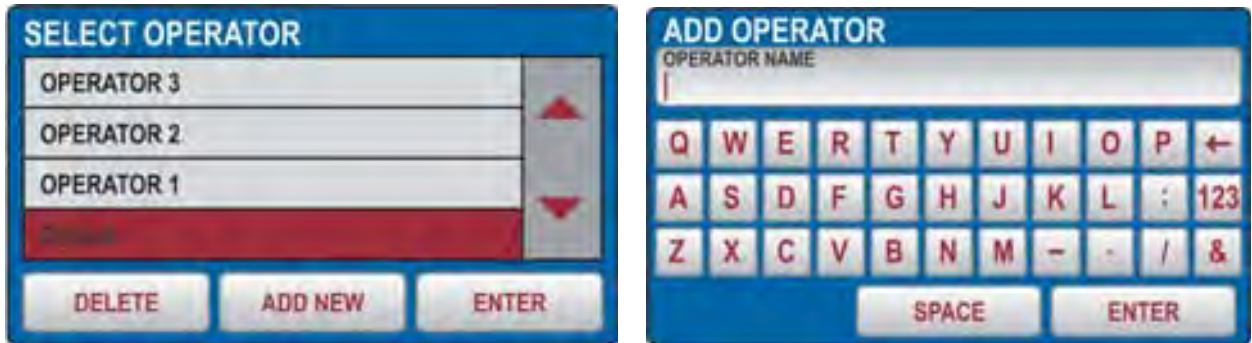 SELECT OPERATOR
OPERATOR 3
OPERATOR 2
OPERATOR 1
DELETE ADD NEW ENTER
ADD OPERATOR
OPERATOR NAME
Q W E R T Y U I O P ←
A S D F G H J K L : 123
Z X C V B N M – . / &
SPACE ENTER